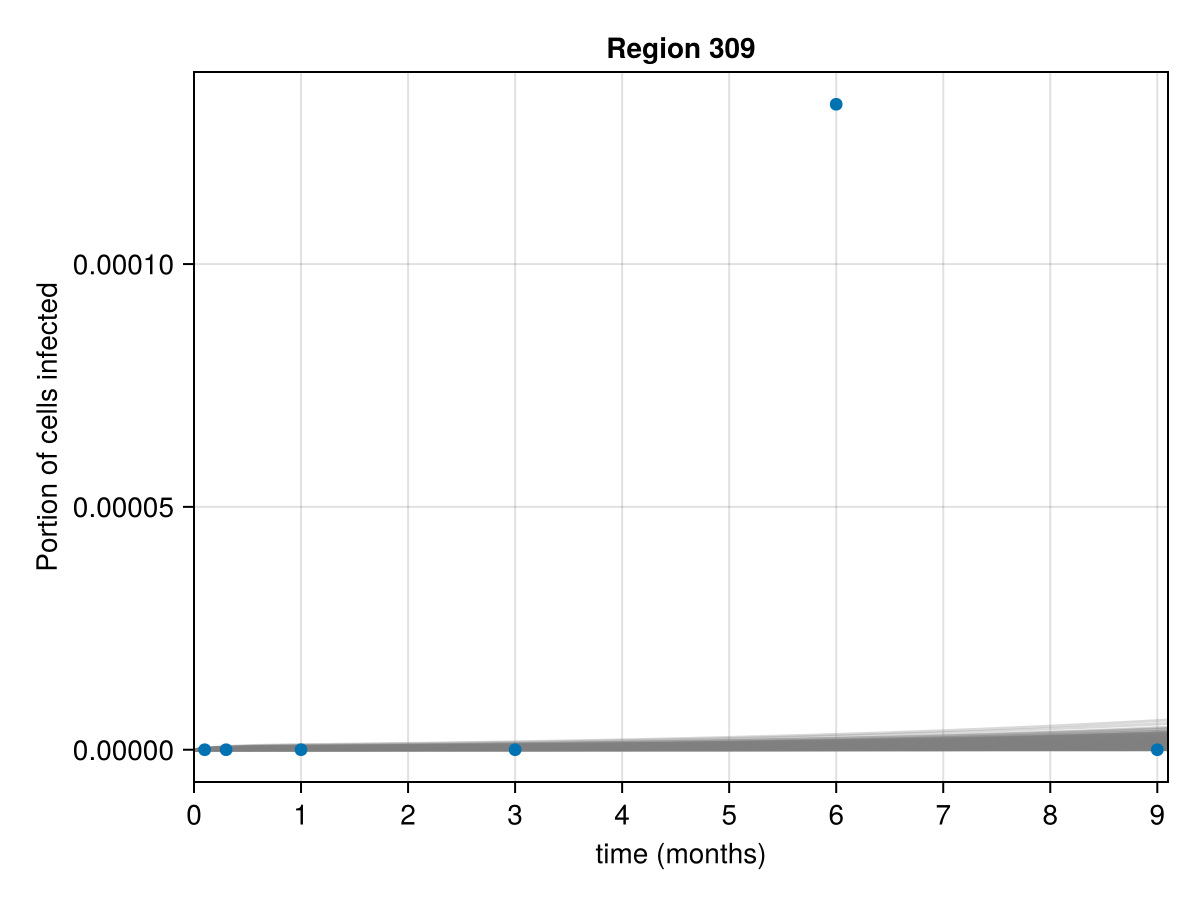 Region 309
Portion of cells infected
0.00010
0.00005
0.00000
0 1 2 3 4 5 6 7 8 9
time (months)